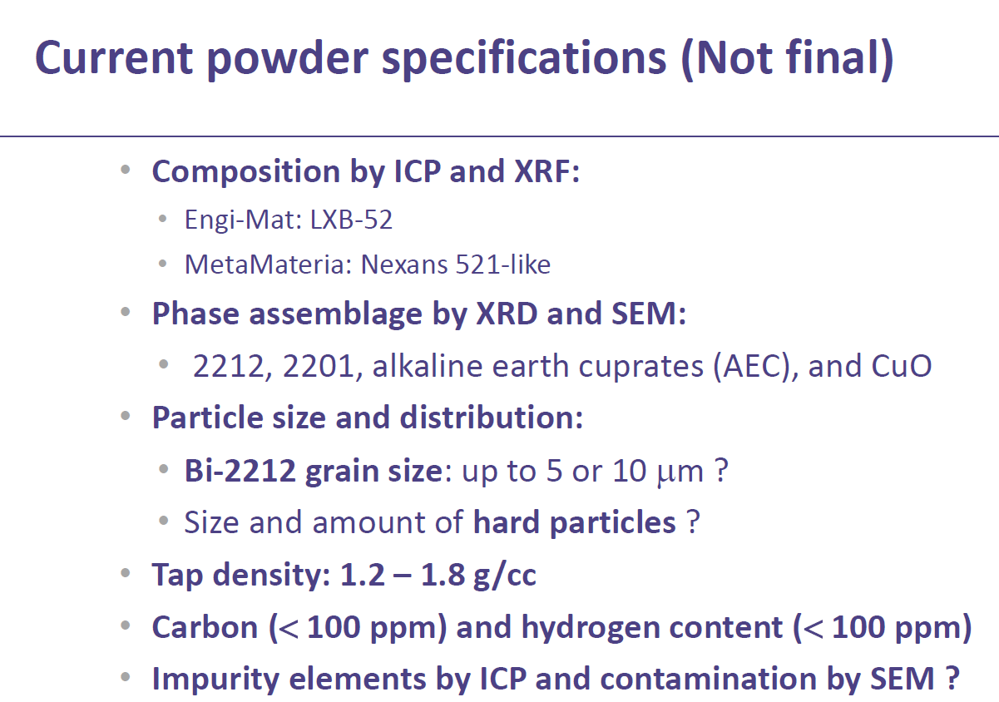 Current powder specifications (Not final)
• Composition by ICP and XRF:
• Engi-Mat: LXB-52
• MetaMateria: Nexans 521-like
• Phase assemblage by XRD and SEM:
• 2212, 2201, alkaline earth cuprates (AEC), and CuO
• Particle size and distribution:
• Bi-2212 grain size: up to 5 or 10 μm ?
• Size and amount of hard particles ?
• Tap density: 1.2 – 1.8 g/cc
• Carbon (< 100 ppm) and hydrogen content (< 100 ppm)
• Impurity elements by ICP and contamination by SEM ?